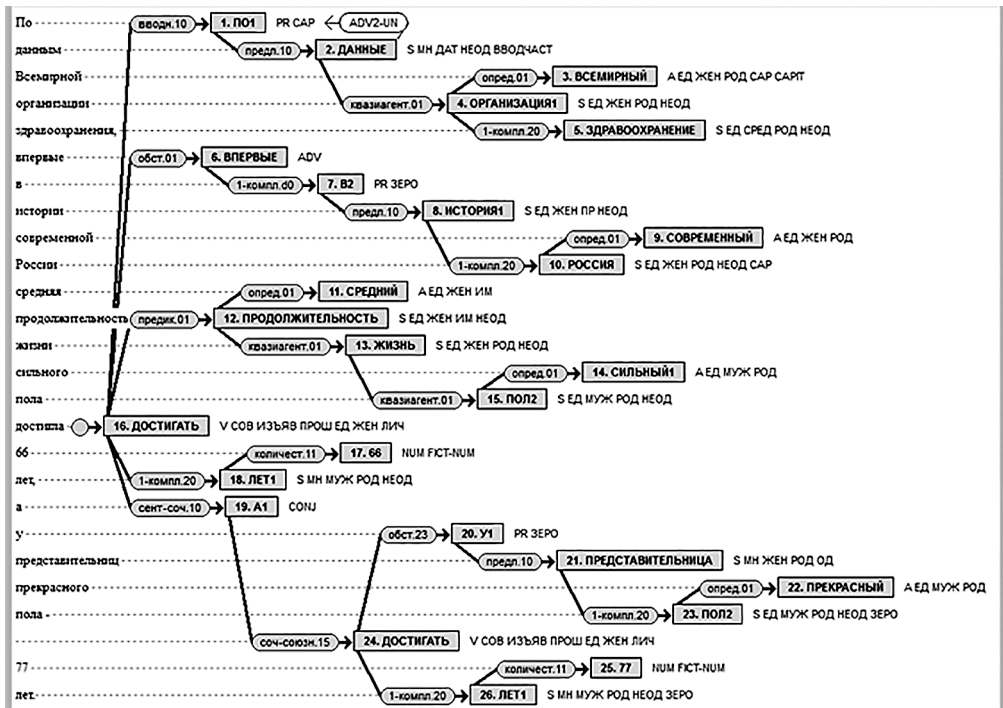 По вводн.10 1. ПО1 PR CAP ADV2-UN
данным предл.10 2. ДАННЫЕ S МН ДАТ НЕОД ВВОДЧАСТ
Всемирной опред.01 3. ВСЕМИРНЫЙ A ЕД ЖЕН РОД CAP CAPIT
организации квазиагент.01 4. ОРГАНИЗАЦИЯ1 S ЕД ЖЕН РОД НЕОД
здравоохранения, 1-компл.20 5. ЗДРАВООХРАНЕНИЕ S ЕД СРЕД РОД НЕОД
впервые обст.01 6. ВПЕРВЫЕ ADV
в 1-компл.d0 7. В2 PR ЗЕРО
истории предл.10 8. ИСТОРИЯ1 S ЕД ЖЕН ПР НЕОД
современной опред.01 9. СОВРЕМЕННЫЙ A ЕД ЖЕН РОД
России 1-компл.20 10. РОССИЯ S ЕД ЖЕН РОД НЕОД CAP
средняя опред.01 11. СРЕДНИЙ A ЕД ЖЕН ИМ
продолжительность предик.01 12. ПРОДОЛЖИТЕЛЬНОСТЬ S ЕД ЖЕН ИМ НЕОД
жизни квазиагент.01 13. ЖИЗНЬ S ЕД ЖЕН РОД НЕОД
сильного опред.01 14. СИЛЬНЫЙ1 A ЕД МУЖ РОД
пола квазиагент.01 15. ПОЛ2 S ЕД МУЖ РОД НЕОД
достигла 16. ДОСТИГАТЬ V СОВ ИЗЪЯВ ПРОШ ЕД ЖЕН ЛИЧ
66 количест.11 17. 66 NUM FICT-NUM
лет, 1-компл.20 18. ЛЕТ1 S МН МУЖ РОД НЕОД
а сент-соч.10 19. А1 CONJ
у обст.23 20. У1 PR ЗЕРО
представительниц предл.10 21. ПРЕДСТАВИТЕЛЬНИЦА S МН ЖЕН РОД ОД
прекрасного опред.01 22. ПРЕКРАСНЫЙ A ЕД МУЖ РОД
пола - 1-компл.20 23. ПОЛ2 S ЕД МУЖ РОД НЕОД ЗЕРО
соч-союзн.15 24. ДОСТИГАТЬ V СОВ ИЗЪЯВ ПРОШ ЕД ЖЕН ЛИЧ
77 количест.11 25. 77 NUM FICT-NUM
лет. 1-компл.20 26. ЛЕТ1 S МН МУЖ РОД НЕОД ЗЕРО